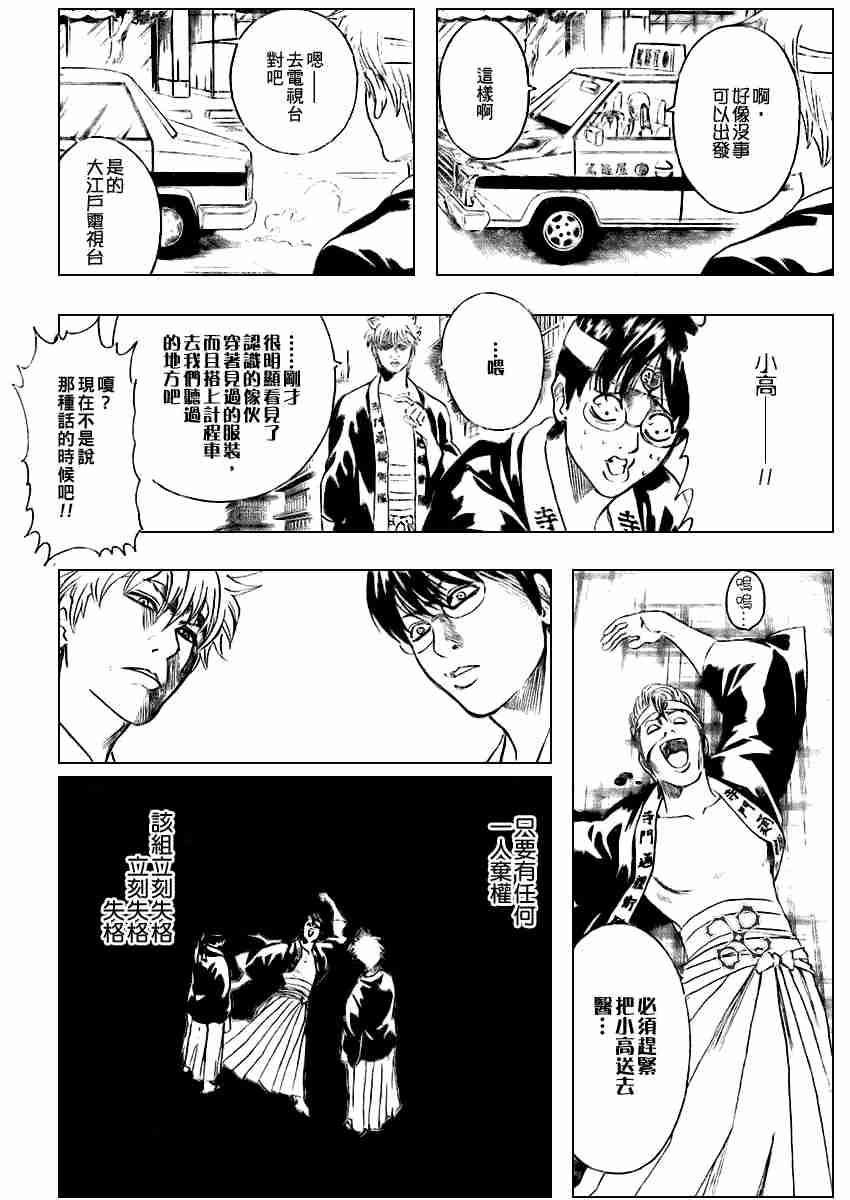 啊，
好像沒事
可以出發
這樣啊
嗯——
去電視台
對吧
是的
大江戶電視台
小高——!!
…喂
……剛才
很明顯看見了
認識的傢伙
穿著見過的服裝，
而且搭上計程車
去我們聽過
的地方吧
嗄？
現在不是說
那種話的時候吧!!
寺
嗚嗚…
寺門通
必須趕緊
把小高送去
醫…
只要有任何
一人棄權
該組立刻失格
立刻失格
失格